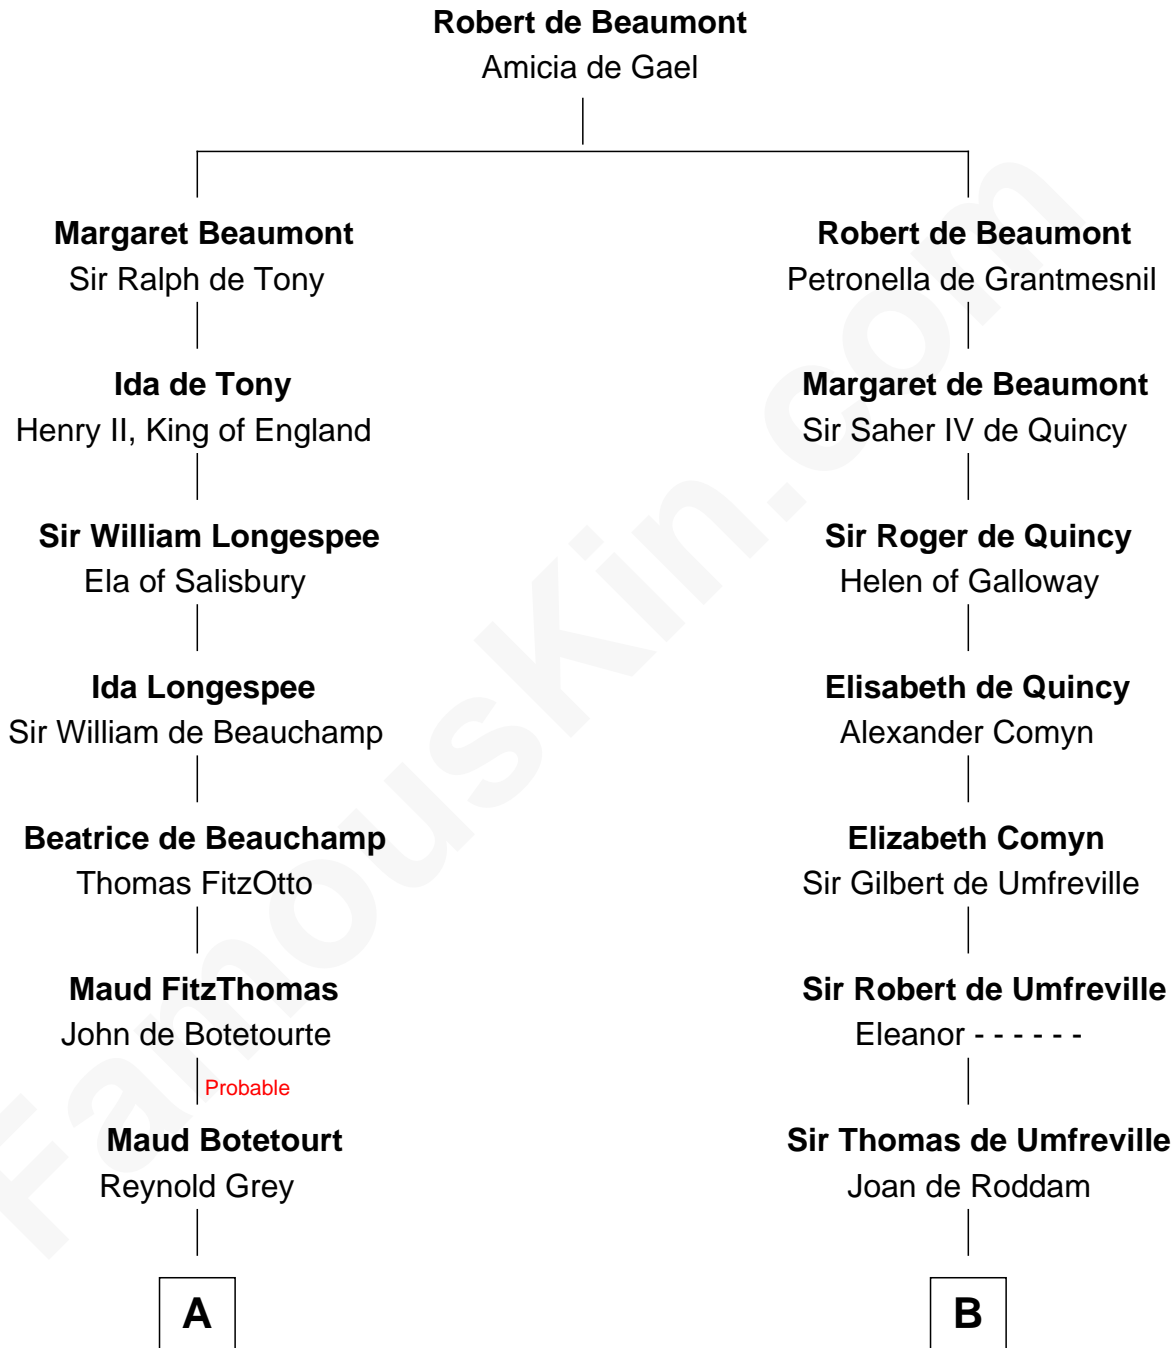 Robert de Beaumont
Amicia de Gael
Margaret Beaumont
Sir Ralph de Tony
Ida de Tony
Henry II, King of England
Sir William Longespee
Ela of Salisbury
Ida Longespee
Sir William de Beauchamp
Beatrice de Beauchamp
Thomas FitzOtto
Maud FitzThomas
John de Botetourte
Probable
Maud Botetourt
Reynold Grey
A
Robert de Beaumont
Petronella de Grantmesnil
Margaret de Beaumont
Sir Saher IV de Quincy
Sir Roger de Quincy
Helen of Galloway
Elisabeth de Quincy
Alexander Comyn
Elizabeth Comyn
Sir Gilbert de Umfreville
Sir Robert de Umfreville
Eleanor - - - - - -
Sir Thomas de Umfreville
Joan de Roddam
B
FamousKin.com